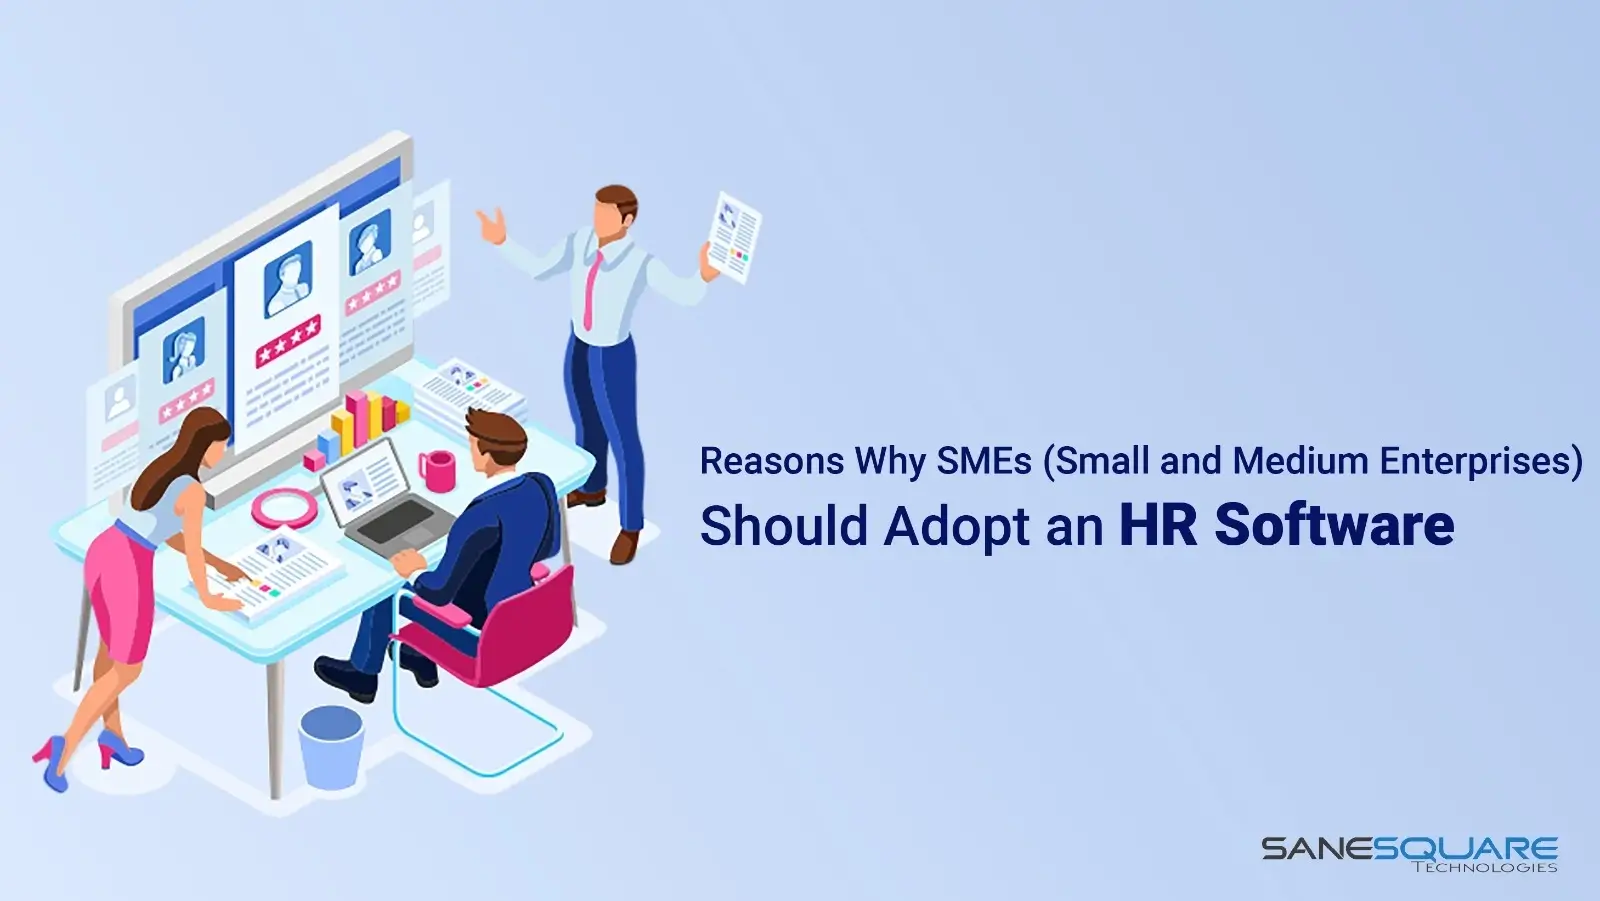 Reasons Why SMEs (Small and Medium Enterprises)
Should Adopt an HR Software
SANESQUARE
TECHNOLOGIES